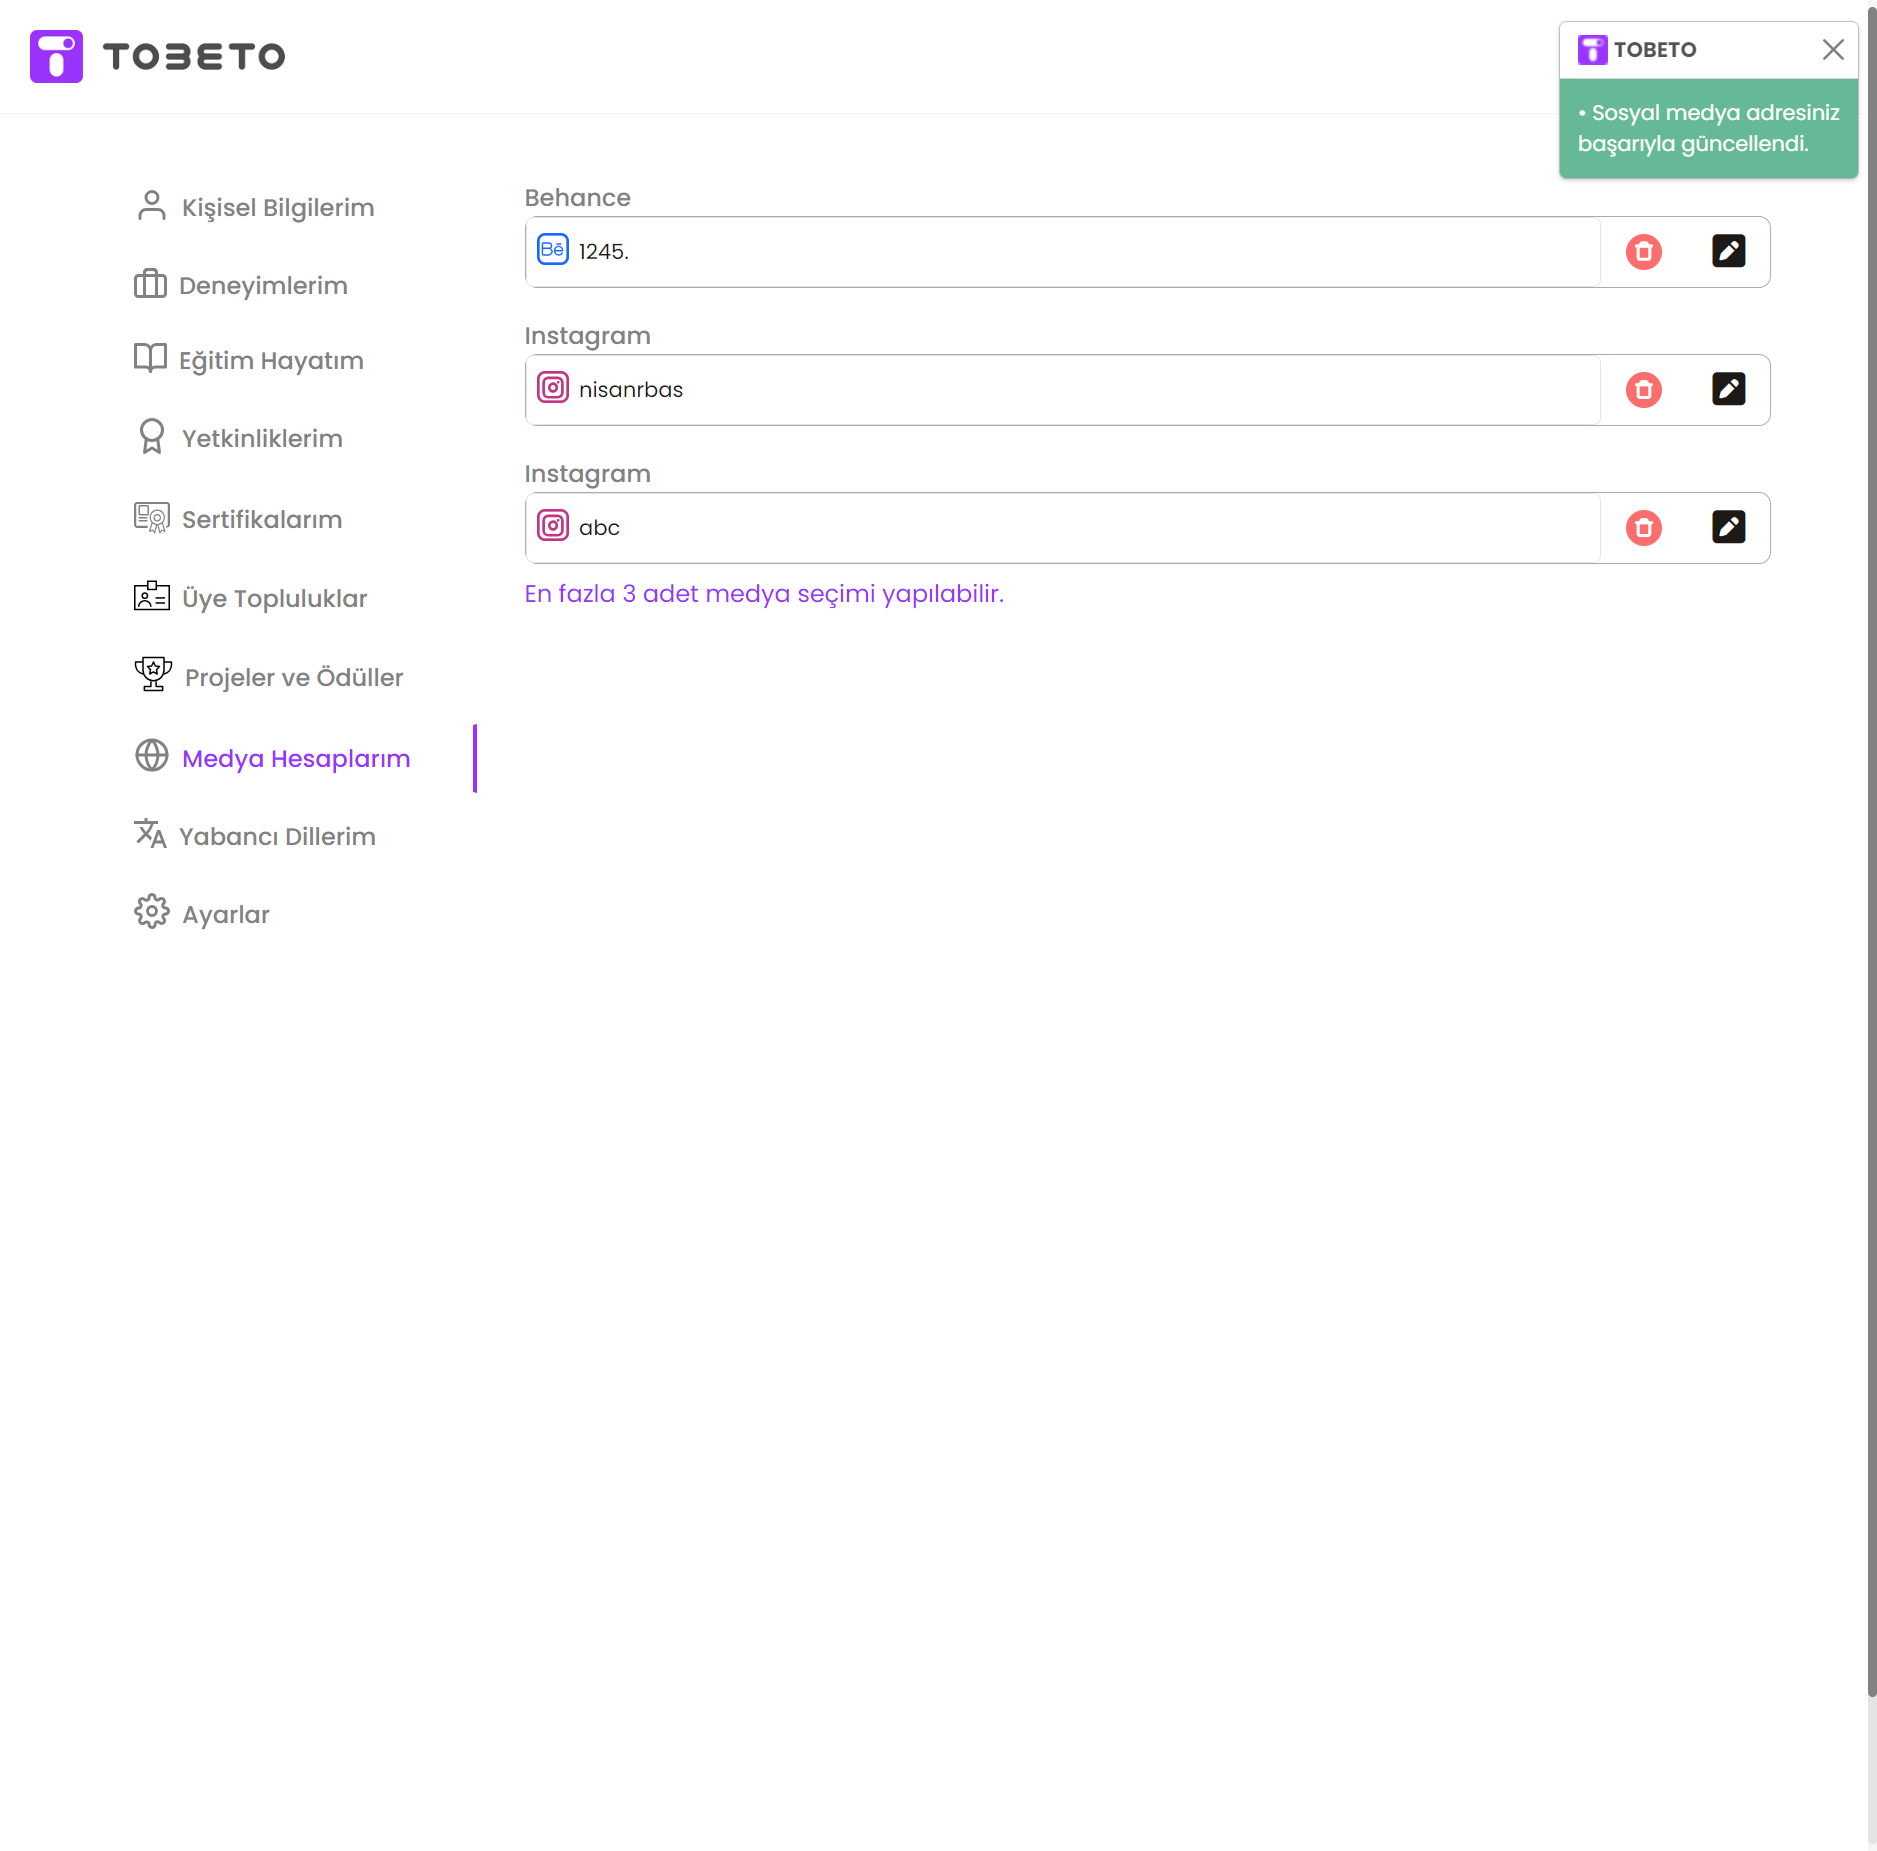 TOBETO
TOBETO
• Sosyal medya adresiniz
başarıyla güncellendi.
Kişisel Bilgilerim
Deneyimlerim
Eğitim Hayatım
Yetkinliklerim
Sertifikalarım
Üye Topluluklar
Projeler ve Ödüller
Medya Hesaplarım
Yabancı Dillerim
Ayarlar
Behance
Bē 1245.
Instagram
nisanrbas
Instagram
abc
En fazla 3 adet medya seçimi yapılabilir.